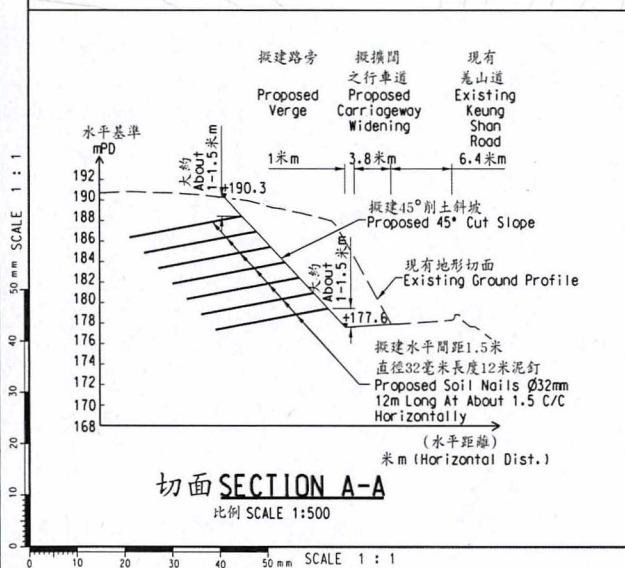 擬建路旁
Proposed
Verge
擬擴闊
之行車道
Proposed
Carriageway
Widening
現有
羗山道
Existing
Keung
Shan
Road
1米m
3.8米m
6.4米m
水平基準
mPD
192
190
188
186
184
182
180
178
176
174
172
170
168
大約
About
1-1.5米m
+190.3
擬建45°削土斜坡
Proposed 45° Cut Slope
現有地形切面
Existing Ground Profile
大約
About
1-1.5米m
+177.6
擬建水平間距1.5米
直徑32毫米長度12米泥釘
Proposed Soil Nails Ø32mm
12m Long At About 1.5 C/C
Horizontally
(水平距離)
米m (Horizontal Dist.)
切面 SECTION A-A
比例 SCALE 1:500
50 mm SCALE 1 : 1
40
30
20
10
0
0 10 20 30 40 50 mm SCALE 1 : 1